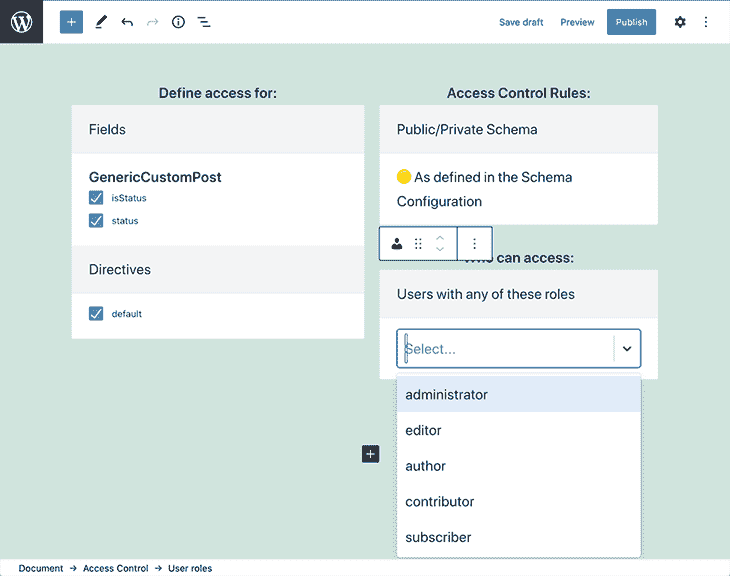 Save draft
Preview
Publish
Define access for:
Fields
GenericCustomPost
isStatus
status
Directives
default
Access Control Rules:
Public/Private Schema
As defined in the Schema
Configuration
can access:
Users with any of these roles
Select...
administrator
editor
author
contributor
subscriber
Document → Access Control → User roles